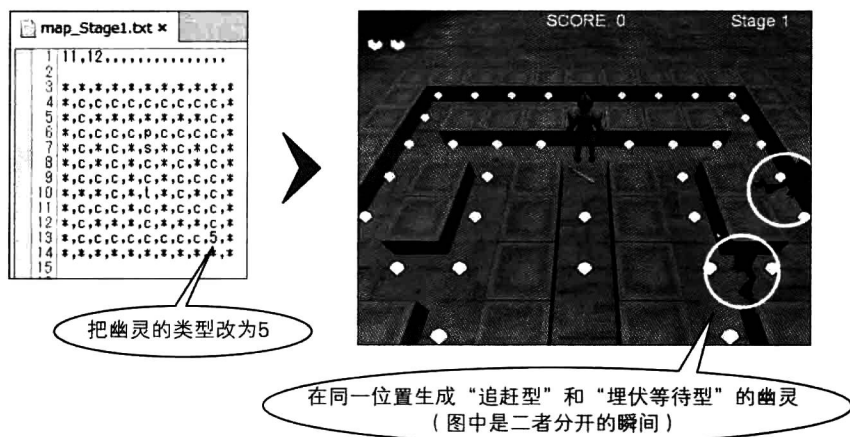 map_Stage1.txt ×
1 11,12,,,,,,,,,,,,,,,
2
3 *,*,*,*,*,*,*,*,*,*,*
4 *,c,c,c,c,c,c,c,c,c,*
5 *,c,*,*,*,*,*,*,*,c,*
6 *,c,c,c,c,p,c,c,c,c,*
7 *,c,*,c,*,s,*,c,*,c,*
8 *,c,*,c,*,c,*,c,*,c,*
9 *,c,c,c,*,c,*,c,c,c,*
10 *,*,*,c,*,t,*,c,*,c,*
11 *,c,c,c,*,c,*,c,c,c,*
12 *,c,*,*,*,c,*,*,*,c,*
13 *,c,c,c,c,c,c,c,c,5,*
14
15
SCORE: 0 Stage 1
把幽灵的类型改为5
在同一位置生成“追赶型”和“埋伏等待型”的幽灵
（图中是二者分开的瞬间）